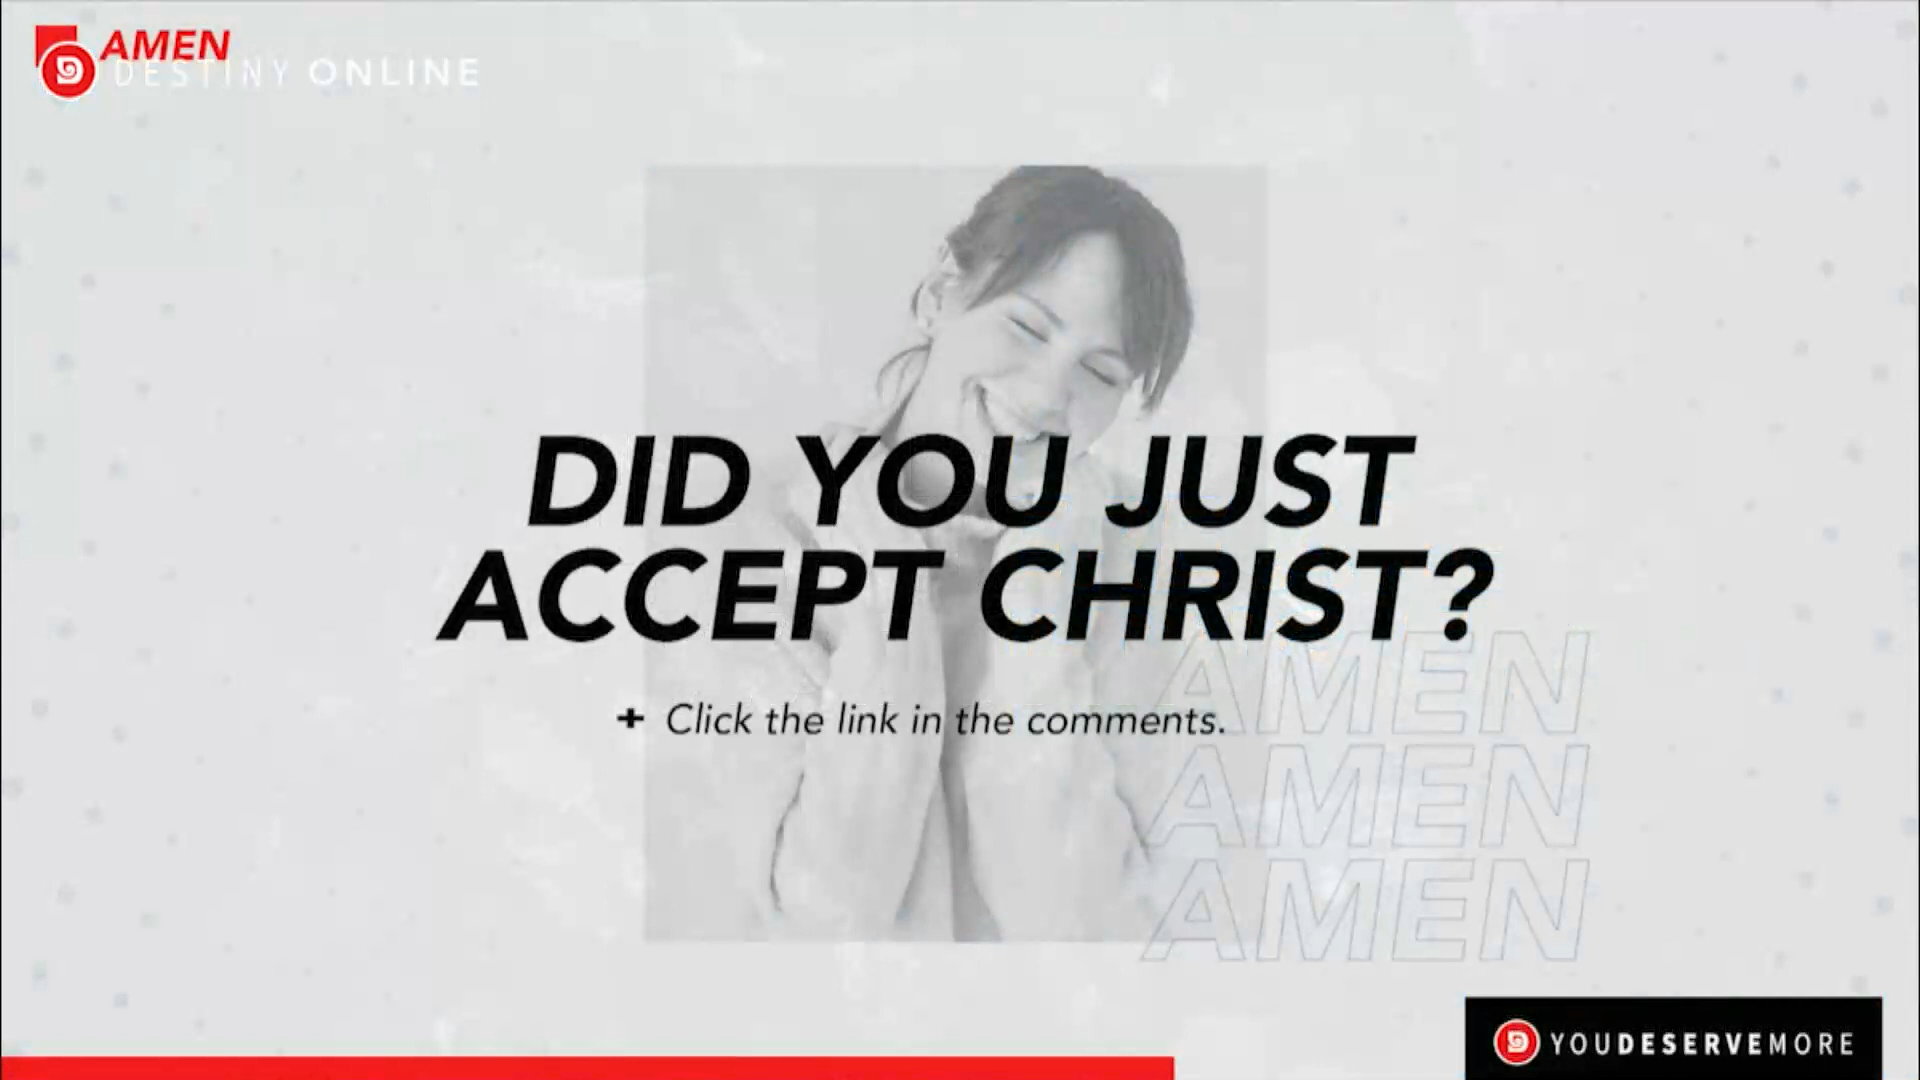 AMEN
DESTINY ONLINE
DID YOU JUST
ACCEPT CHRIST?
+ Click the link in the comments.
AMEN
AMEN
AMEN
YOUDESERVEMORE